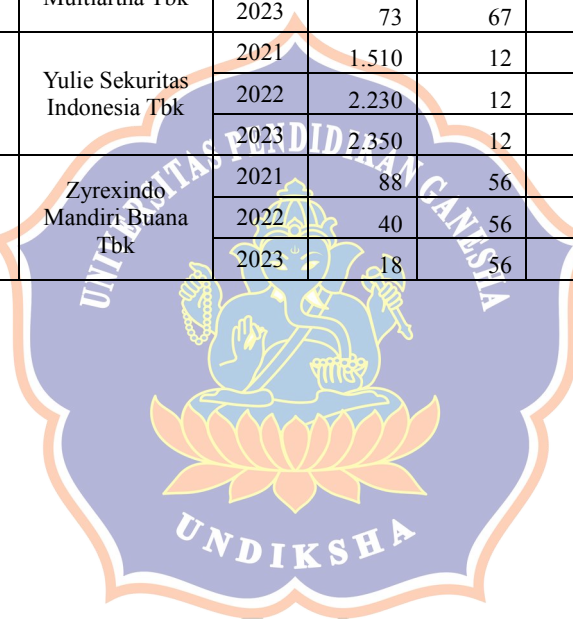 Multiartha Tbk
2023 73 67
Yulie Sekuritas
Indonesia Tbk
2021 1.510 12
2022 2.230 12
2023 2.350 12
Zyrexindo
Mandiri Buana
Tbk
2021 88 56
2022 40 56
2023 18 56
UNIVERSITAS PENDIDIKAN GANESHA
UNDIKSHA